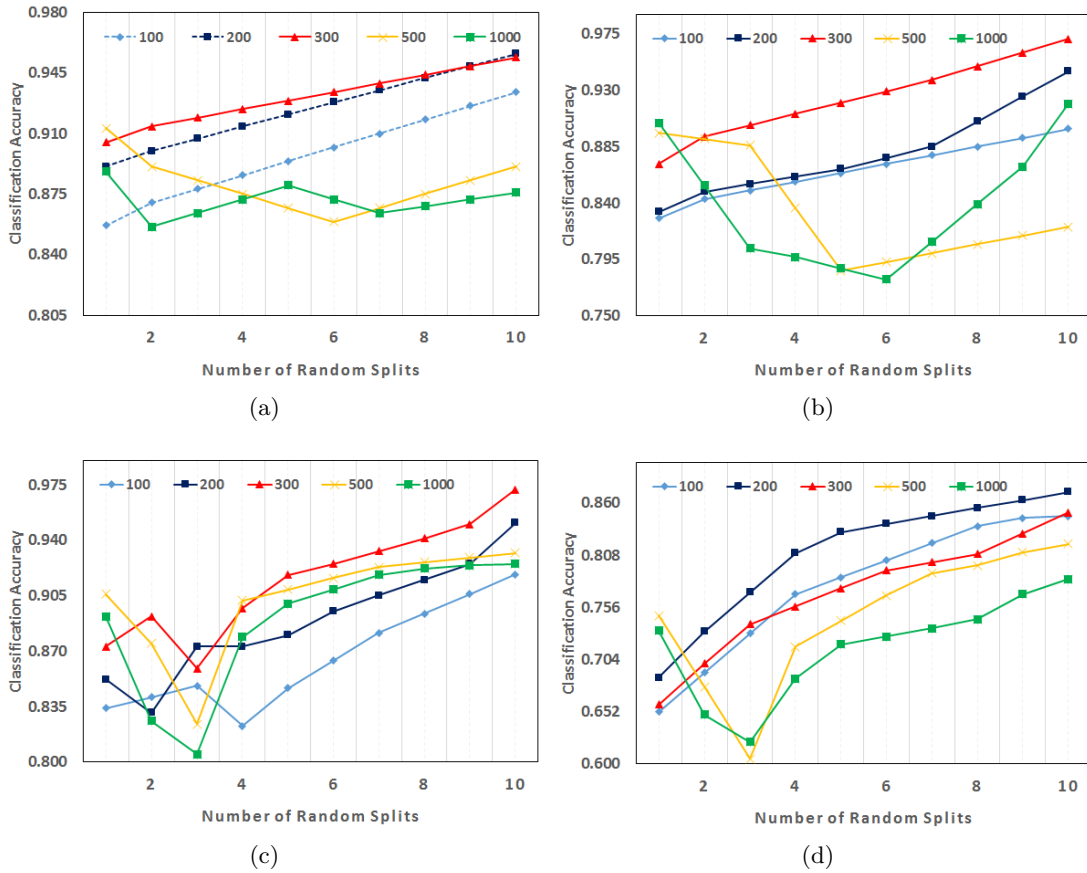 0.980
100 200 300 500 1000
0.945
0.910
0.875
0.840
0.805
Classification Accuracy
2 4 6 8 10
Number of Random Splits
(a)
0.975
100 200 300 500 1000
0.930
0.885
0.840
0.795
0.750
Classification Accuracy
2 4 6 8 10
Number of Random Splits
(b)
0.975
100 200 300 500 1000
0.940
0.905
0.870
0.835
0.800
Classification Accuracy
2 4 6 8 10
Number of Random Splits
(c)
100 200 300 500 1000
0.860
0.808
0.756
0.704
0.652
0.600
Classification Accuracy
2 4 6 8 10
Number of Random Splits
(d)